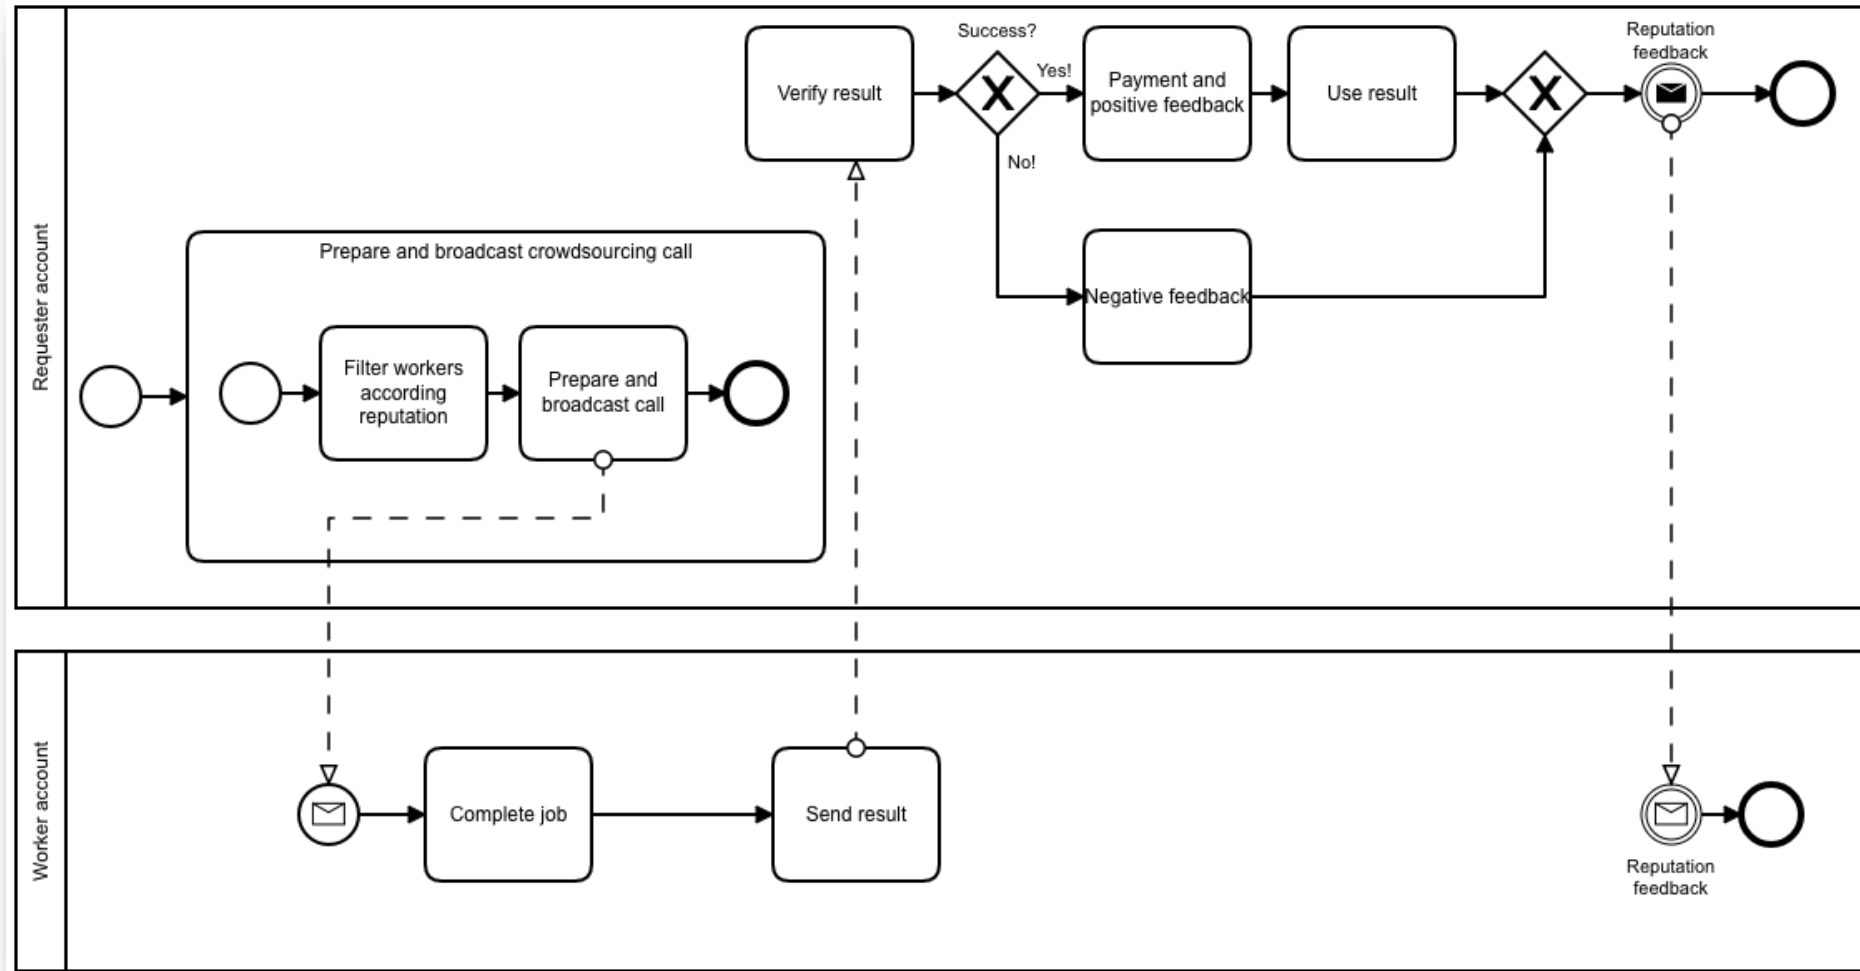 Requester account
Success?
Reputation
feedback
Verify result
Yes!
Payment and
positive feedback
Use result
No!
Prepare and broadcast crowdsourcing call
Negative feedback
Filter workers
according
reputation
Prepare and
broadcast call
Worker account
Complete job
Send result
Reputation
feedback